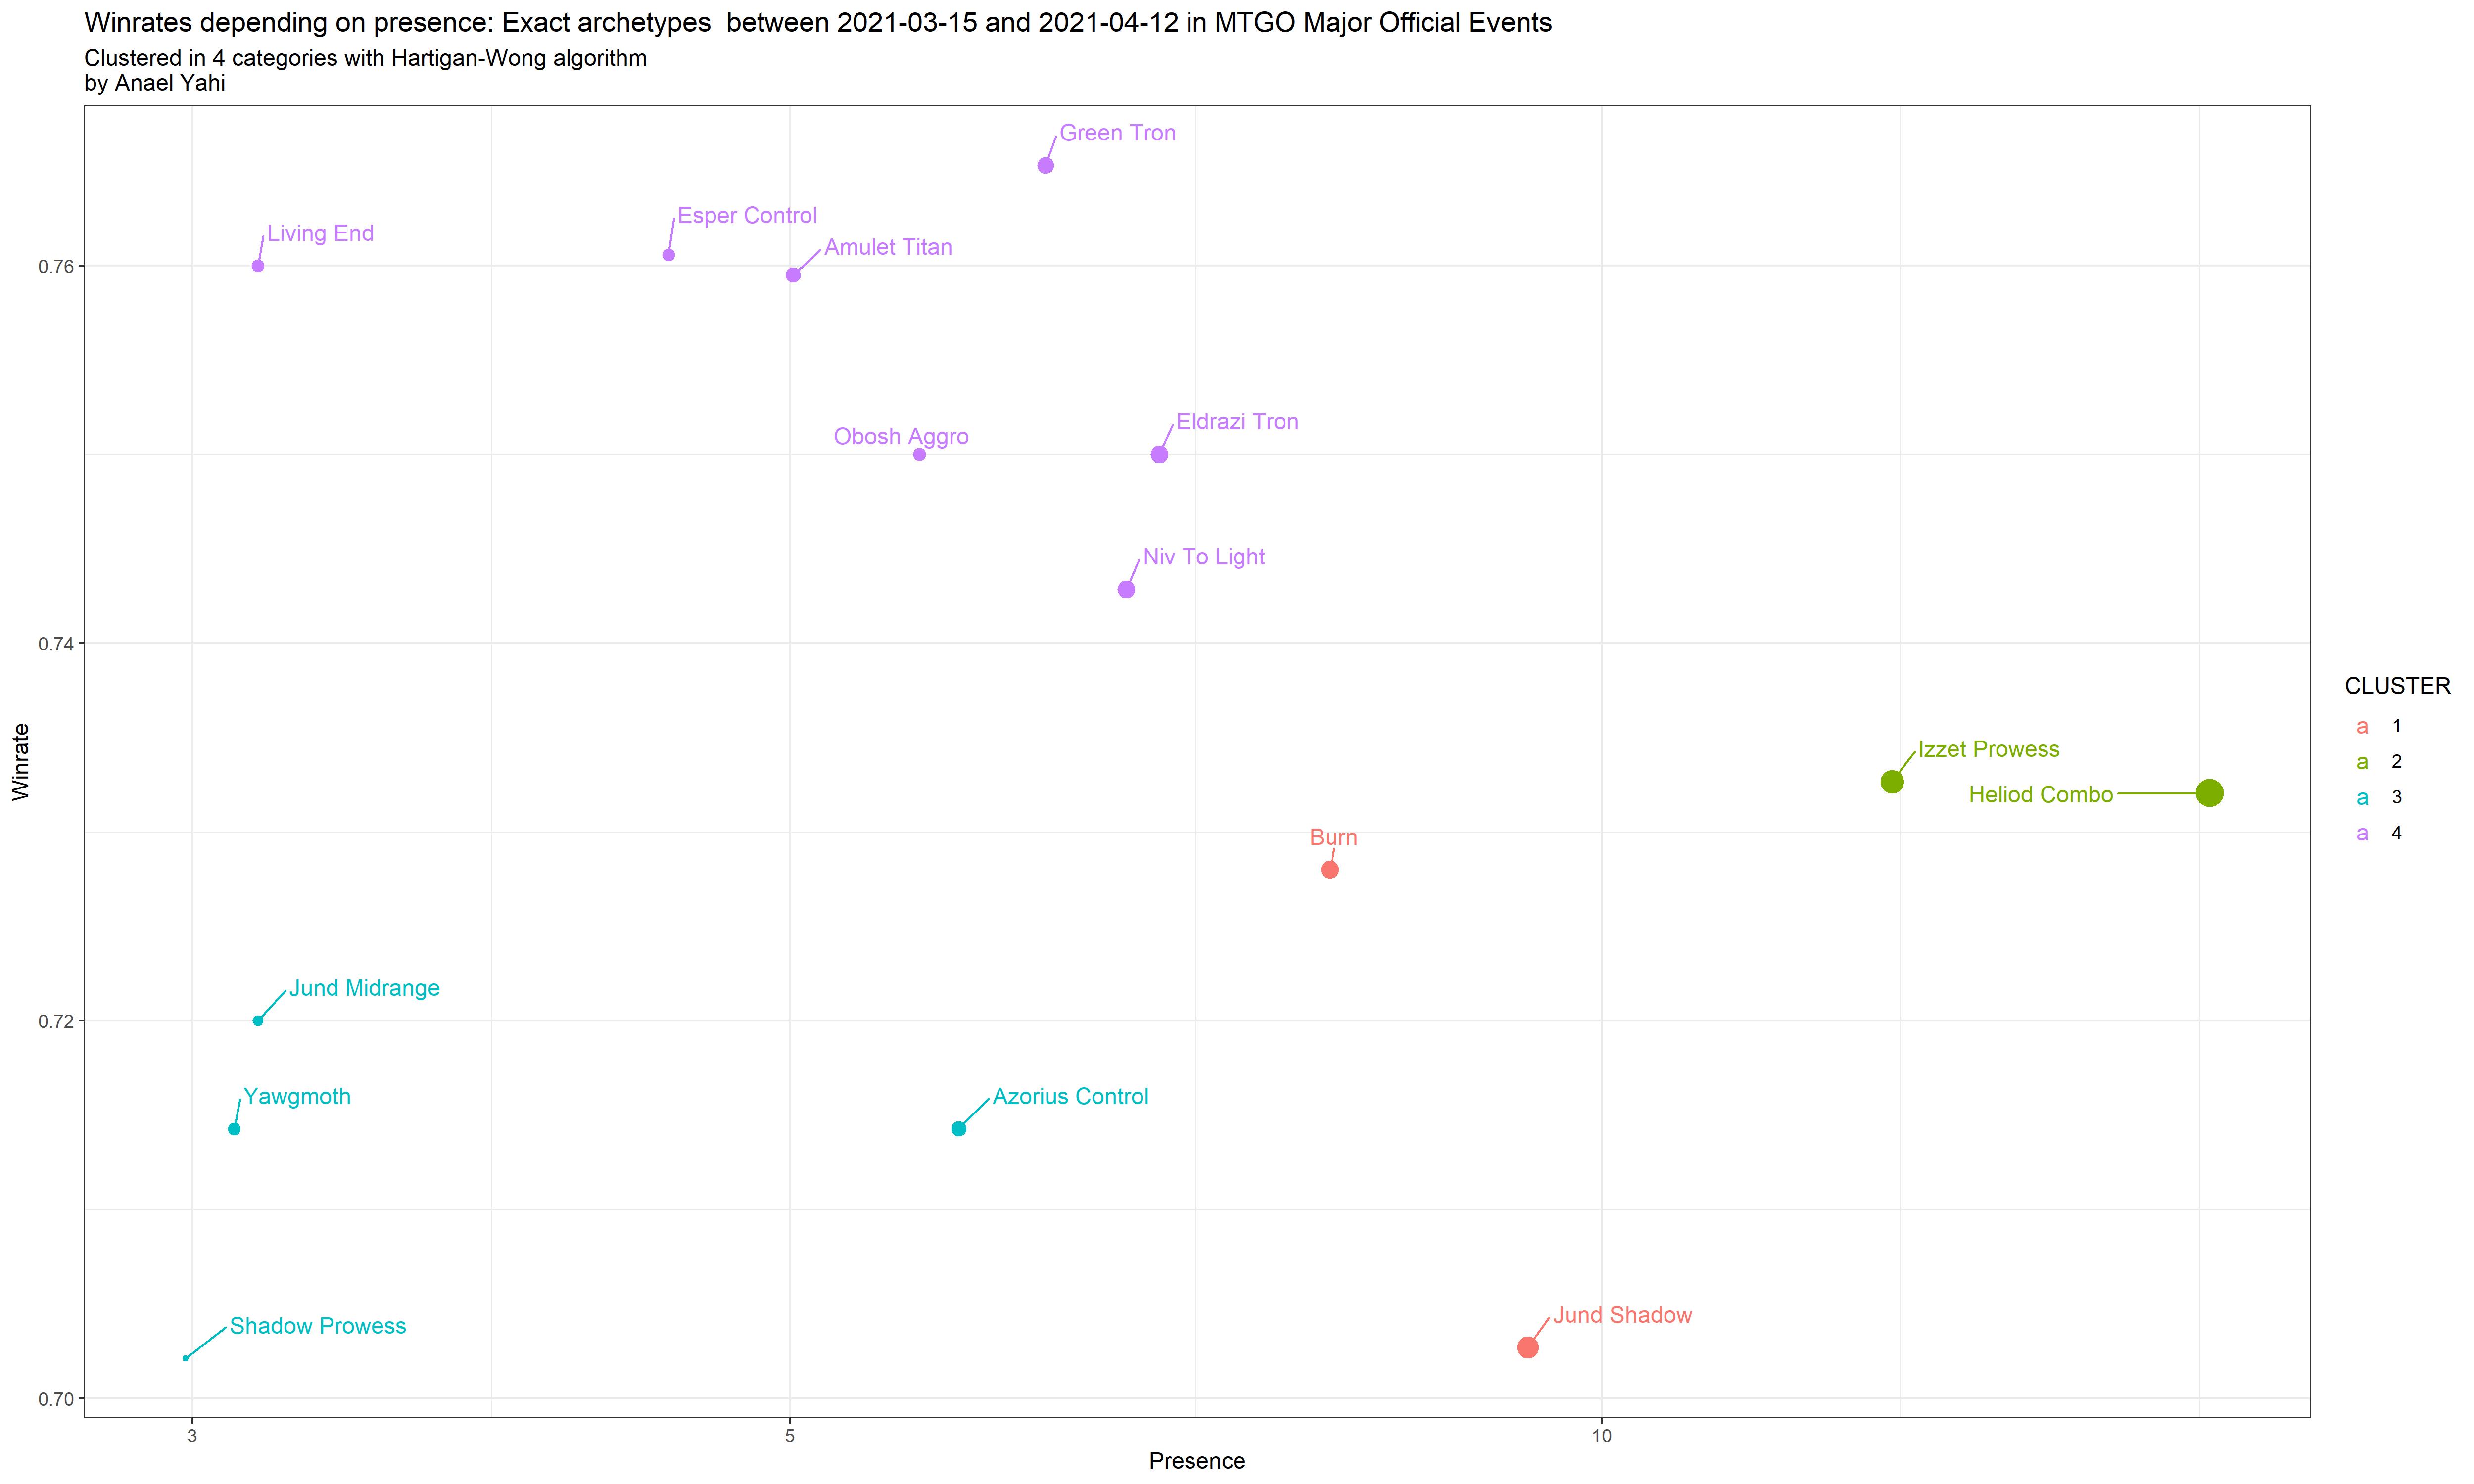 Winrates depending on presence: Exact archetypes  between 2021-03-15 and 2021-04-12 in MTGO Major Official Events
Clustered in 4 categories with Hartigan-Wong algorithm
by Anael Yahi
Green Tron
Esper Control
Living End
Amulet Titan
0.76
Eldrazi Tron
Obosh Aggro
Niv To Light
0.74
CLUSTER
a 1
a 2
a 3
a 4
Winrate
Izzet Prowess
Heliod Combo
Burn
Jund Midrange
0.72
Yawgmoth
Azorius Control
Jund Shadow
Shadow Prowess
0.70
3 5 10
Presence